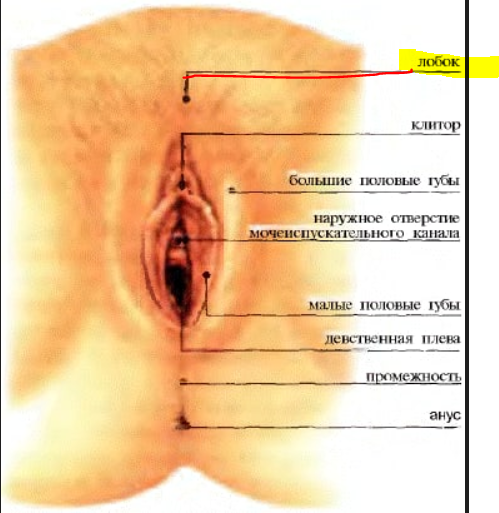 лобок
клитор
большие половые губы
наружное отверстие
мочеиспускательного канала
малые половые губы
девственная плева
промежность
анус